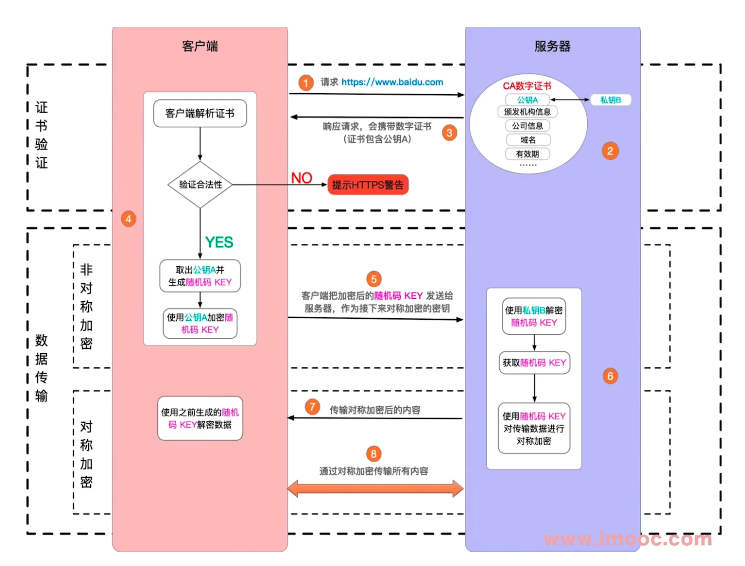 客户端
服务器
证书验证
① 请求 https://www.baidu.com
CA数字证书
公钥A
私钥B
颁发机构信息
公司信息
域名
有效期
······
②
客户端解析证书
响应请求，会携带数字证书
（证书包含公钥A）
③
验证合法性
NO
提示HTTPS警告
④
YES
数据传输
非对称加密
取出公钥A并
生成随机码 KEY
使用公钥A加密随
机码 KEY
⑤
客户端把加密后的随机码 KEY 发送给
服务器，作为接下来对称加密的密钥
使用私钥B解密
随机码 KEY
获取随机码 KEY
⑥
对称加密
使用之前生成的随机
码 KEY解密数据
⑦ 传输对称加密后的内容
使用随机码 KEY
对传输数据进行
对称加密
⑧
通过对称加密传输所有内容
www.imooc.com